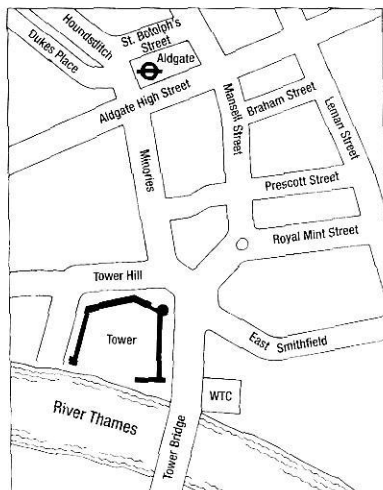 Houndsditch
Dukes Place
St. Botolph's
Street
Aldgate
Aldgate High Street
Minories
Mansell Street
Braham Street
Leman Street
Prescott Street
Royal Mint Street
Tower Hill
Tower
East Smithfield
WTC
River Thames
Tower Bridge